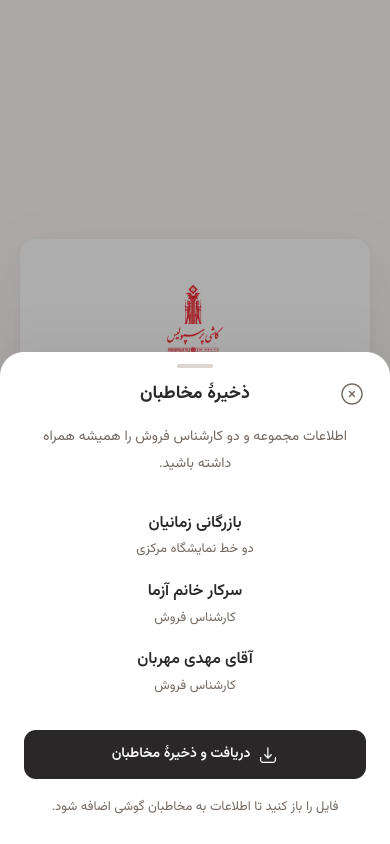 کاشی پرسپولیس
ذخیرهٔ مخاطبان
اطلاعات مجموعه و دو کارشناس فروش را همیشه همراه
داشته باشید.
بازرگانی زمانیان
دو خط نمایشگاه مرکزی
سرکار خانم آزما
کارشناس فروش
آقای مهدی مهربان
کارشناس فروش
دریافت و ذخیرهٔ مخاطبان
فایل را باز کنید تا اطلاعات به مخاطبان گوشی اضافه شود.